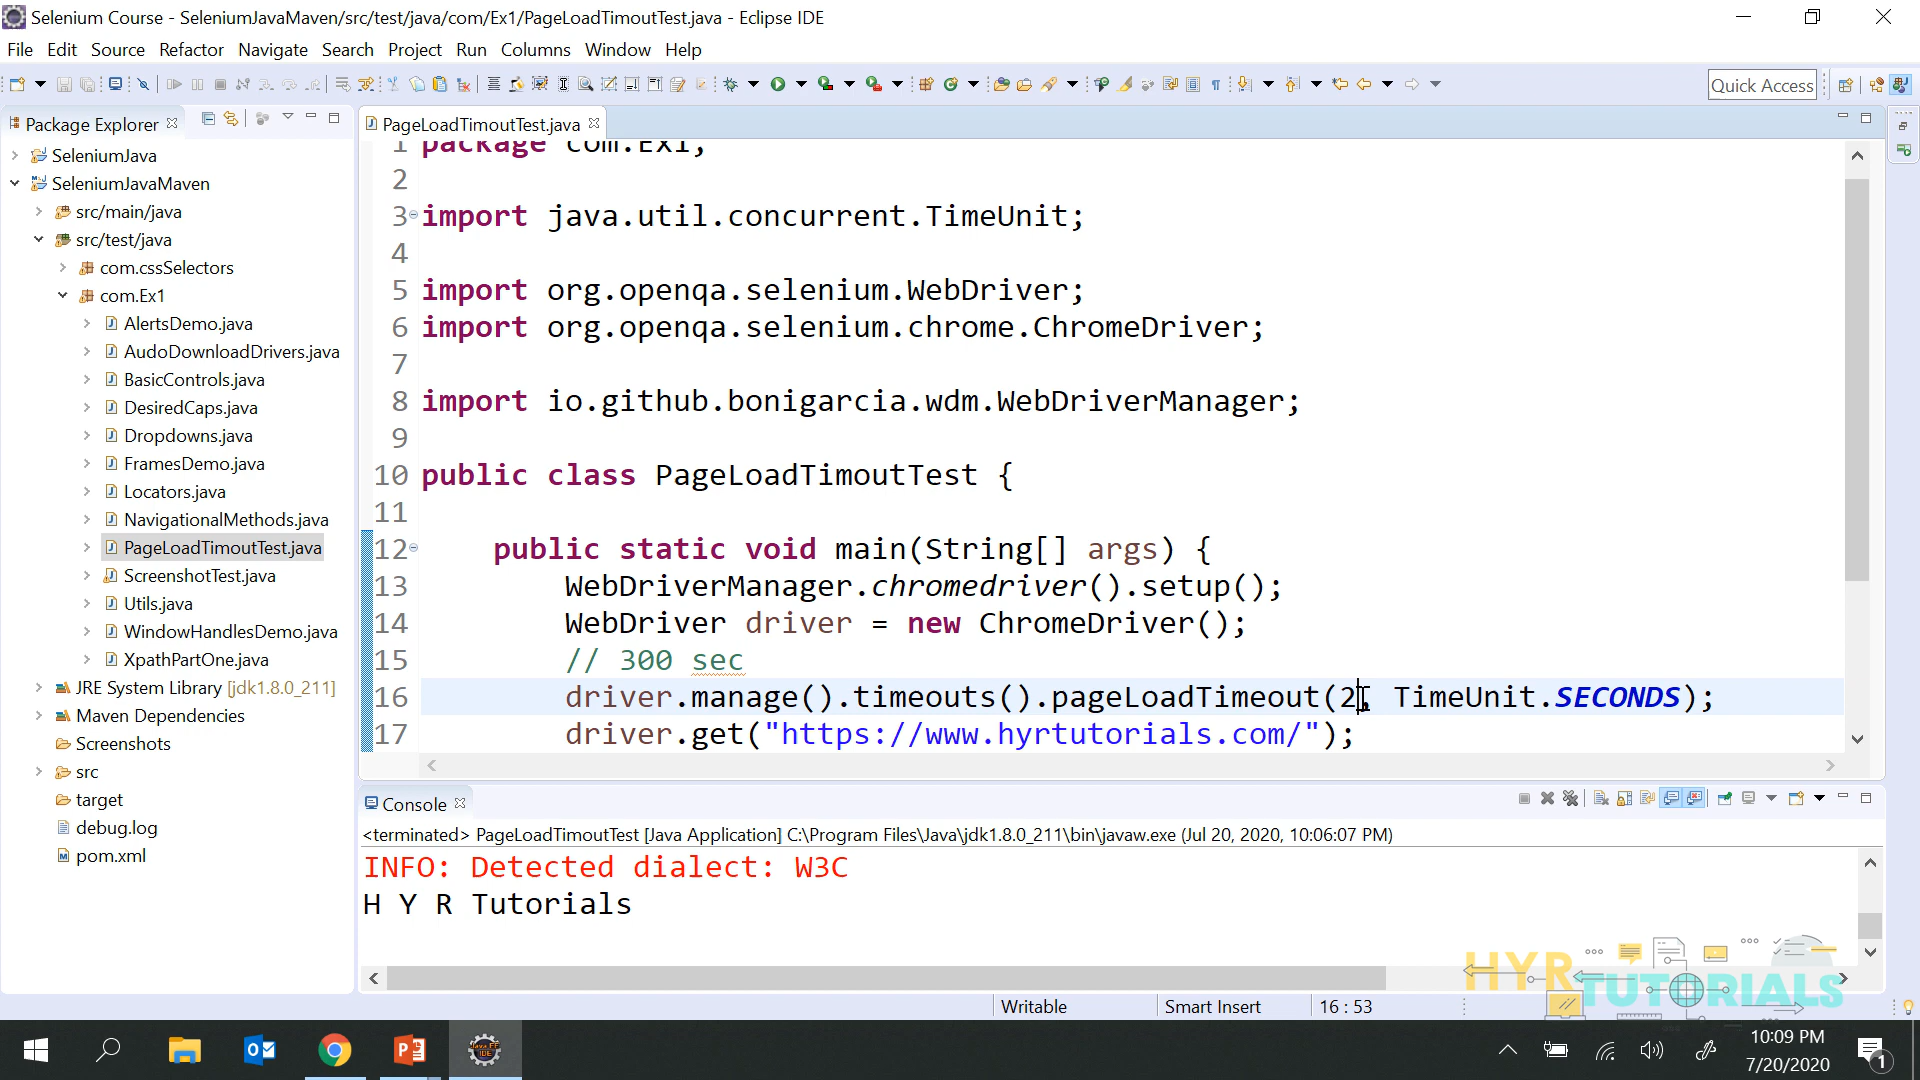 Selenium Course - SeleniumJavaMaven/src/test/java/com/Ex1/PageLoadTimoutTest.java - Eclipse IDE
File Edit Source Refactor Navigate Search Project Run Columns Window Help
Quick Access
Package Explorer
PageLoadTimoutTest.java
SeleniumJava
SeleniumJavaMaven
src/main/java
src/test/java
com.cssSelectors
com.Ex1
AlertsDemo.java
AudoDownloadDrivers.java
BasicControls.java
DesiredCaps.java
Dropdowns.java
FramesDemo.java
Locators.java
NavigationalMethods.java
PageLoadTimoutTest.java
ScreenshotTest.java
Utils.java
WindowHandlesDemo.java
XpathPartOne.java
JRE System Library [jdk1.8.0_211]
Maven Dependencies
Screenshots
src
target
debug.log
pom.xml
1 package com.Ex1;
2
3 import java.util.concurrent.TimeUnit;
4
5 import org.openqa.selenium.WebDriver;
6 import org.openqa.selenium.chrome.ChromeDriver;
7
8 import io.github.bonigarcia.wdm.WebDriverManager;
9
10 public class PageLoadTimoutTest {
11
12 public static void main(String[] args) {
13 WebDriverManager.chromedriver().setup();
14 WebDriver driver = new ChromeDriver();
15 // 300 sec
16 driver.manage().timeouts().pageLoadTimeout(2, TimeUnit.SECONDS);
17 driver.get("https://www.hyrtutorials.com/");
Console
<terminated> PageLoadTimoutTest [Java Application] C:\Program Files\Java\jdk1.8.0_211\bin\javaw.exe (Jul 20, 2020, 10:06:07 PM)
INFO: Detected dialect: W3C
H Y R Tutorials
HYR
TUTORIALS
Writable Smart Insert 16 : 53
Java EE
IDE
10:09 PM
7/20/2020
1